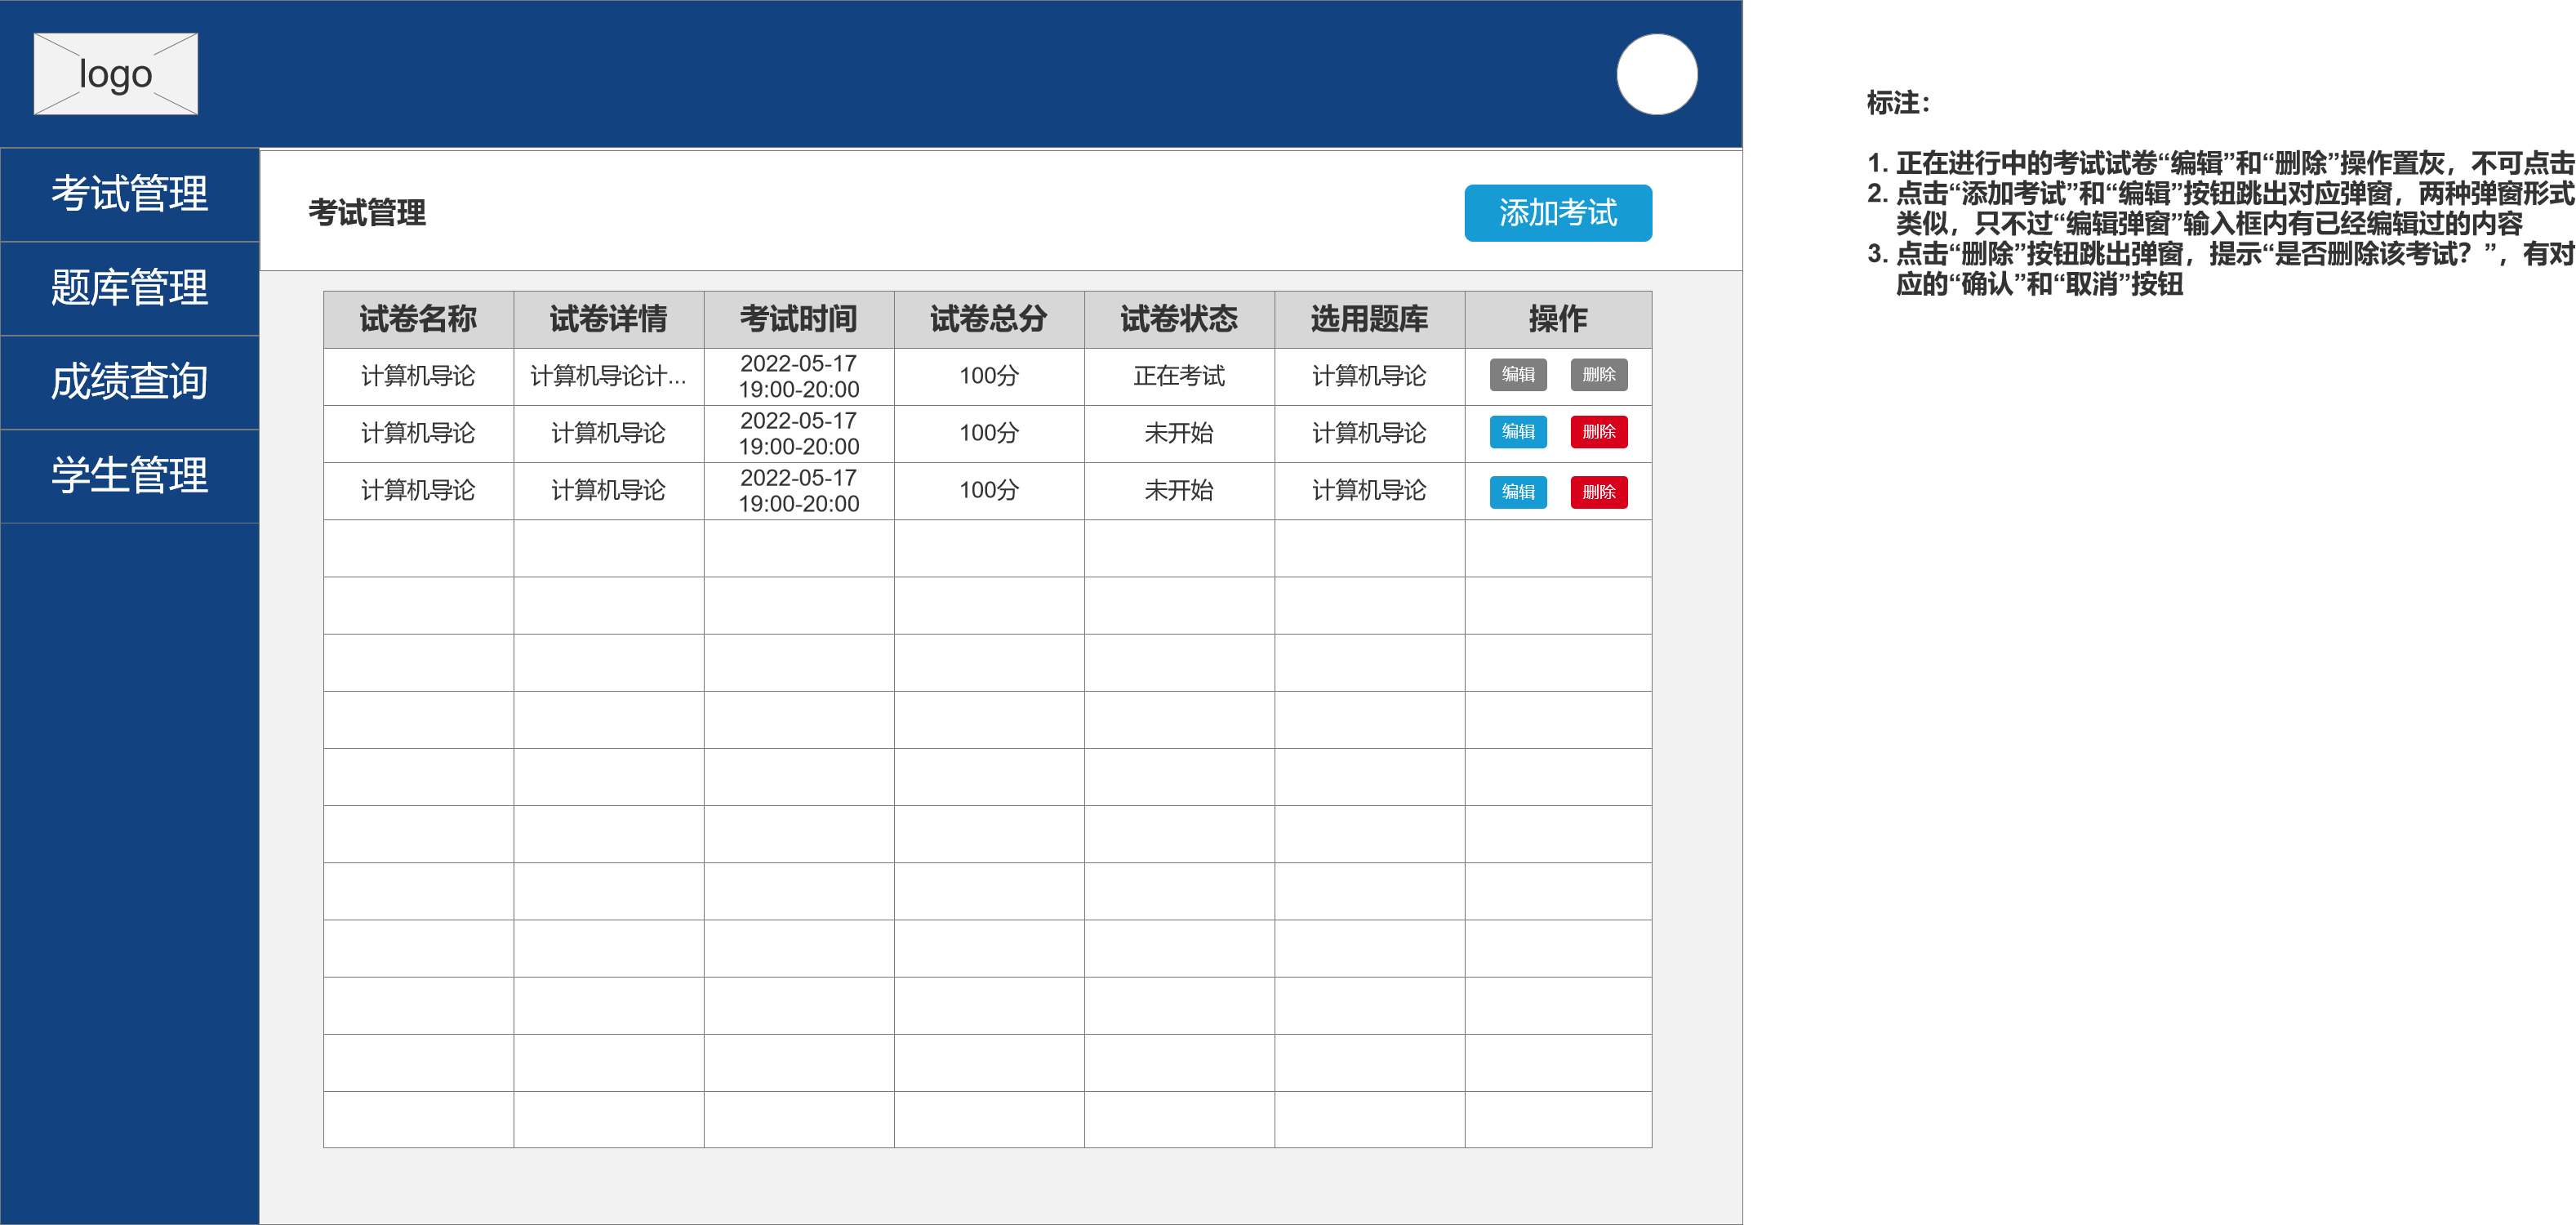 logo
考试管理
题库管理
成绩查询
学生管理
考试管理
添加考试
试卷名称 试卷详情 考试时间 试卷总分 试卷状态 选用题库 操作
计算机导论 计算机导论计... 2022-05-17 19:00-20:00 100分 正在考试 计算机导论 编辑 删除
计算机导论 计算机导论 2022-05-17 19:00-20:00 100分 未开始 计算机导论 编辑 删除
计算机导论 计算机导论 2022-05-17 19:00-20:00 100分 未开始 计算机导论 编辑 删除
标注：
1. 正在进行中的考试试卷“编辑”和“删除”操作置灰，不可点击
2. 点击“添加考试”和“编辑”按钮跳出对应弹窗，两种弹窗形式
类似，只不过“编辑弹窗”输入框内有已经编辑过的内容
3. 点击“删除”按钮跳出弹窗，提示“是否删除该考试？”，有对
应的“确认”和“取消”按钮